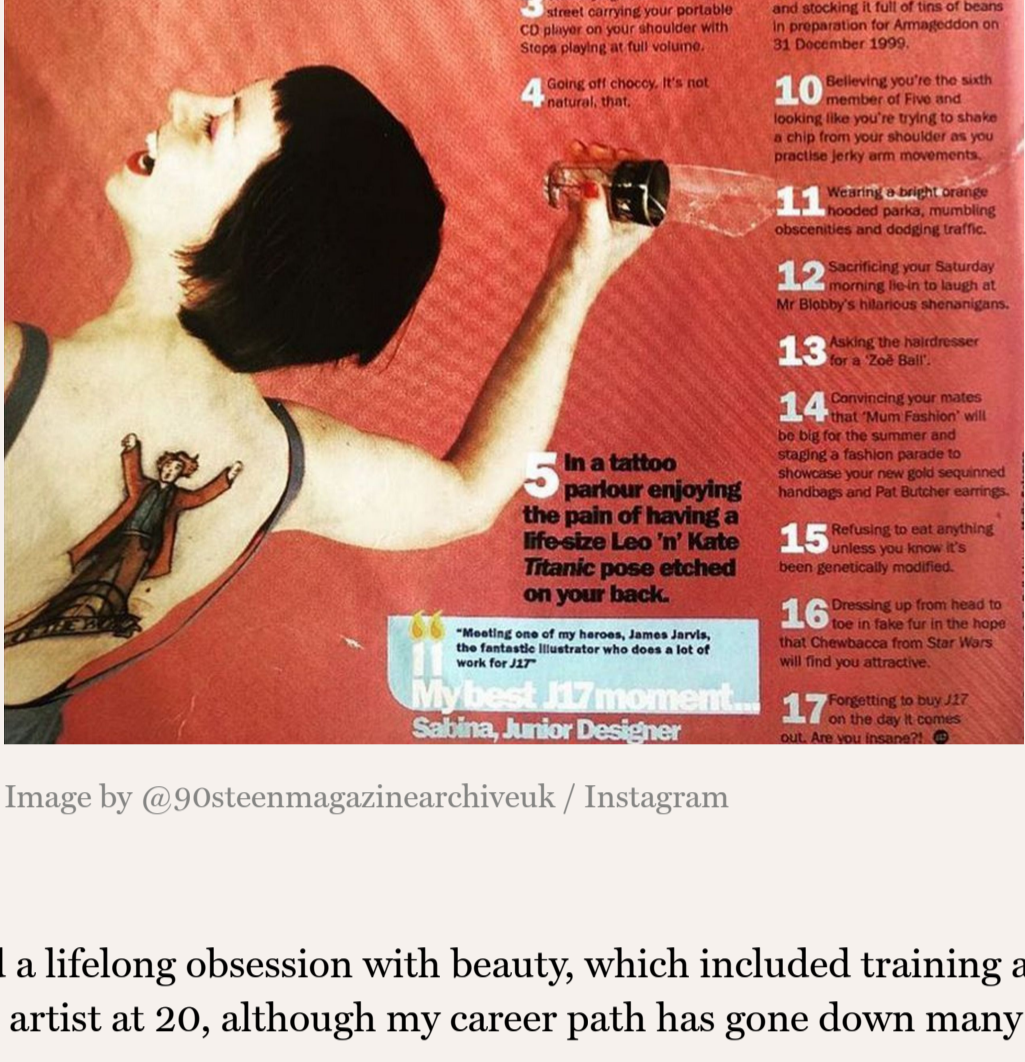 3 street carrying your portable
CD player on your shoulder with
Steps playing at full volume.
4 Going off choccy. It's not
natural, that.
5 In a tattoo
parlour enjoying
the pain of having a
life-size Leo 'n' Kate
Titanic pose etched
on your back.
"Meeting one of my heroes, James Jarvis,
the fantastic illustrator who does a lot of
work for J17"
My best J17 moment...
Sabina, Junior Designer
and stocking it full of tins of beans
in preparation for Armageddon on
31 December 1999.
10 Believing you're the sixth
member of Five and
looking like you're trying to shake
a chip from your shoulder as you
practise jerky arm movements.
11 Wearing a bright orange
hooded parka, mumbling
obscenities and dodging traffic.
12 Sacrificing your Saturday
morning lie-in to laugh at
Mr Blobby's hilarious shenanigans.
13 Asking the hairdresser
for a 'Zoë Ball'.
14 Convincing your mates
that 'Mum Fashion' will
be big for the summer and
staging a fashion parade to
showcase your new gold sequinned
handbags and Pat Butcher earrings.
15 Refusing to eat anything
unless you know it's
been genetically modified.
16 Dressing up from head to
toe in fake fur in the hope
that Chewbacca from Star Wars
will find you attractive.
17 Forgetting to buy J17
on the day it comes
out. Are you insane?!
Image by @90steenmagazinearchiveuk / Instagram
a lifelong obsession with beauty, which included training a
artist at 20, although my career path has gone down many